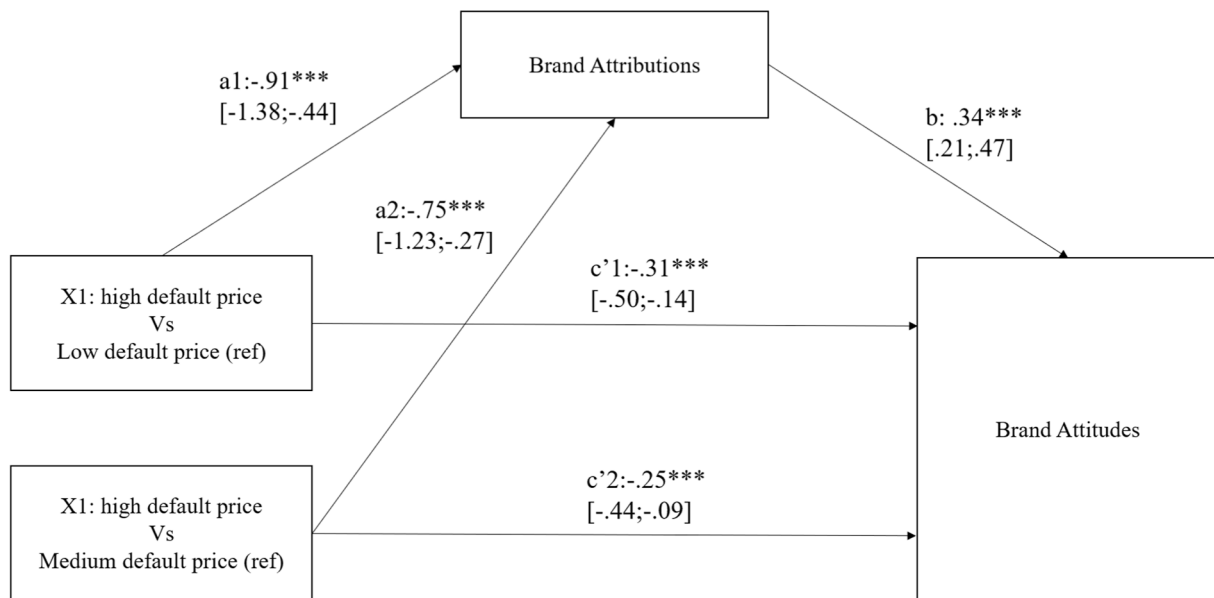 Brand Attributions
a1:-.91***
[-1.38;-.44]
b: .34***
[.21;.47]
a2:-.75***
[-1.23;-.27]
X1: high default price
Vs
Low default price (ref)
c’1:-.31***
[-.50;-.14]
Brand Attitudes
X1: high default price
Vs
Medium default price (ref)
c’2:-.25***
[-.44;-.09]